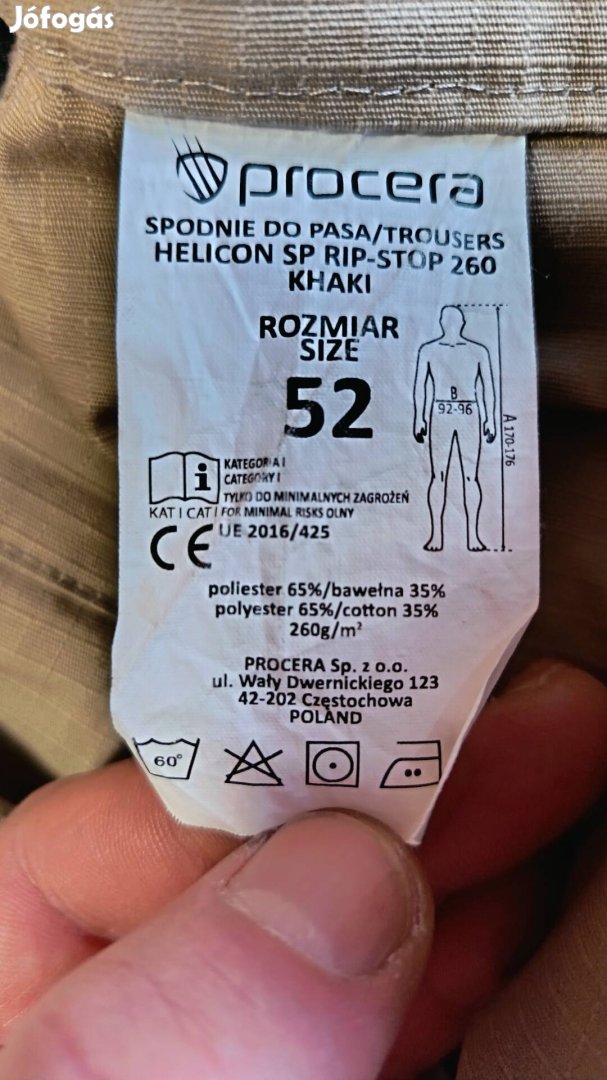 Jófogás
procera
SPODNIE DO PASA/TROUSERS
HELICON SP RIP-STOP 260
KHAKI
ROZMIAR
SIZE
52
B
92-96
A 170-176
KATEGORIA I
CATEGORY I
TYLKO DO MINIMALNYCH ZAGROŻEŃ
KAT I CAT I FOR MINIMAL RISKS OLNY
CE UE 2016/425
poliester 65%/bawełna 35%
polyester 65%/cotton 35%
260g/m²
PROCERA Sp. z o.o.
ul. Wały Dwernickiego 123
42-202 Częstochowa
POLAND
60°